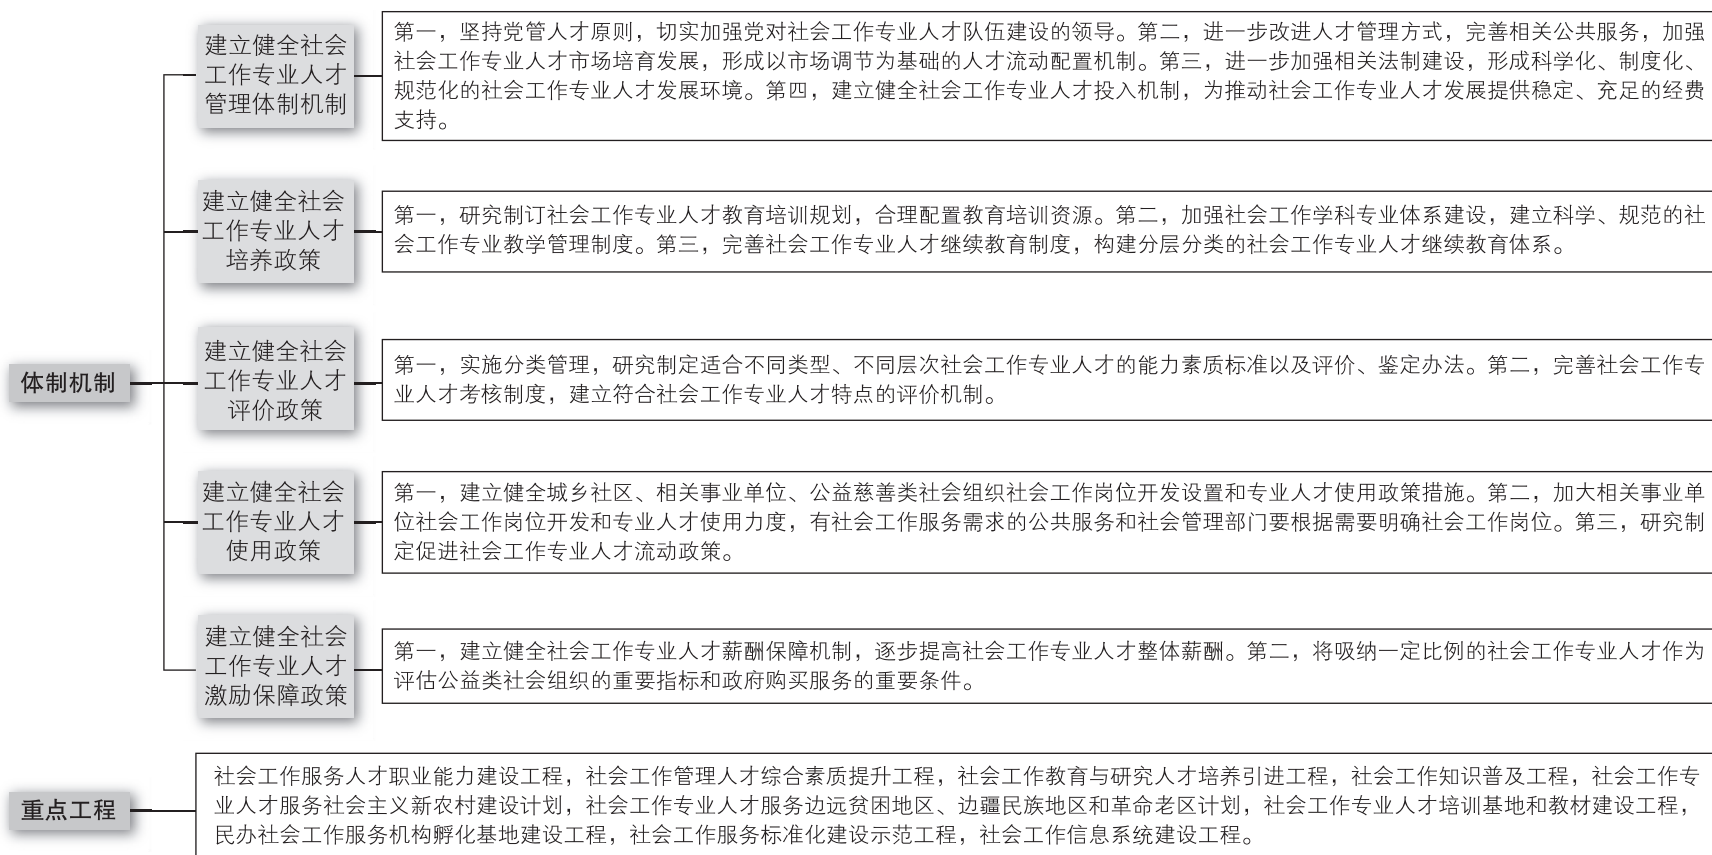 建立健全社会
工作专业人才
管理体制机制
第一，坚持党管人才原则，切实加强党对社会工作专业人才队伍建设的领导。第二，进一步改进人才管理方式，完善相关公共服务，加强
社会工作专业人才市场培育发展，形成以市场调节为基础的人才流动配置机制。第三，进一步加强相关法制建设，形成科学化、制度化、
规范化的社会工作专业人才发展环境。第四，建立健全社会工作专业人才投入机制，为推动社会工作专业人才发展提供稳定、充足的经费
支持。
建立健全社会
工作专业人才
培养政策
第一，研究制订社会工作专业人才教育培训规划，合理配置教育培训资源。第二，加强社会工作学科专业体系建设，建立科学、规范的社
会工作专业教学管理制度。第三，完善社会工作专业人才继续教育制度，构建分层分类的社会工作专业人才继续教育体系。
体制机制
建立健全社会
工作专业人才
评价政策
第一，实施分类管理，研究制定适合不同类型、不同层次社会工作专业人才的能力素质标准以及评价、鉴定办法。第二，完善社会工作专
业人才考核制度，建立符合社会工作专业人才特点的评价机制。
建立健全社会
工作专业人才
使用政策
第一，建立健全城乡社区、相关事业单位、公益慈善类社会组织社会工作岗位开发设置和专业人才使用政策措施。第二，加大相关事业单
位社会工作岗位开发和专业人才使用力度，有社会工作服务需求的公共服务和社会管理部门要根据需要明确社会工作岗位。第三，研究制
定促进社会工作专业人才流动政策。
建立健全社会
工作专业人才
激励保障政策
第一，建立健全社会工作专业人才薪酬保障机制，逐步提高社会工作专业人才整体薪酬。第二，将吸纳一定比例的社会工作专业人才作为
评估公益类社会组织的重要指标和政府购买服务的重要条件。
重点工程
社会工作服务人才职业能力建设工程，社会工作管理人才综合素质提升工程，社会工作教育与研究人才培养引进工程，社会工作知识普及工程，社会工作专
业人才服务社会主义新农村建设计划，社会工作专业人才服务边远贫困地区、边疆民族地区和革命老区计划，社会工作专业人才培训基地和教材建设工程，
民办社会工作服务机构孵化基地建设工程，社会工作服务标准化建设示范工程，社会工作信息系统建设工程。